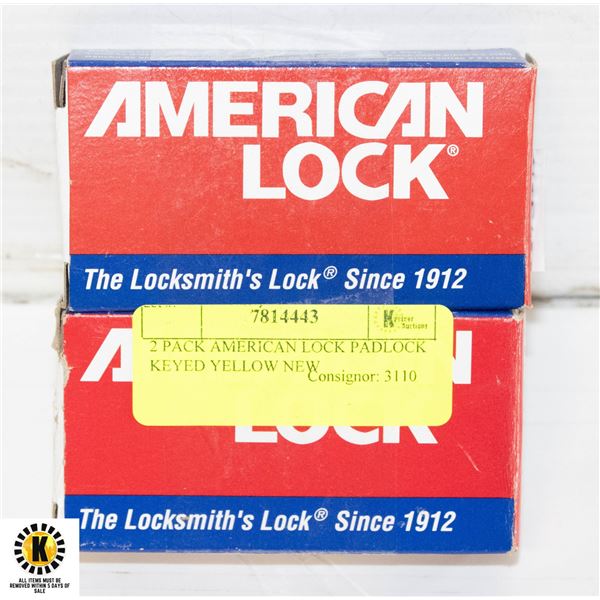 AMERICAN
LOCK®
The Locksmith's Lock® Since 1912
7814443
2 PACK AMERICAN LOCK PADLOCK
KEYED YELLOW NEW
Consignor: 3110
LOCK
The Locksmith's Lock® Since 1912
K
ALL ITEMS MUST BE
REMOVED WITHIN 5 DAYS OF
SALE